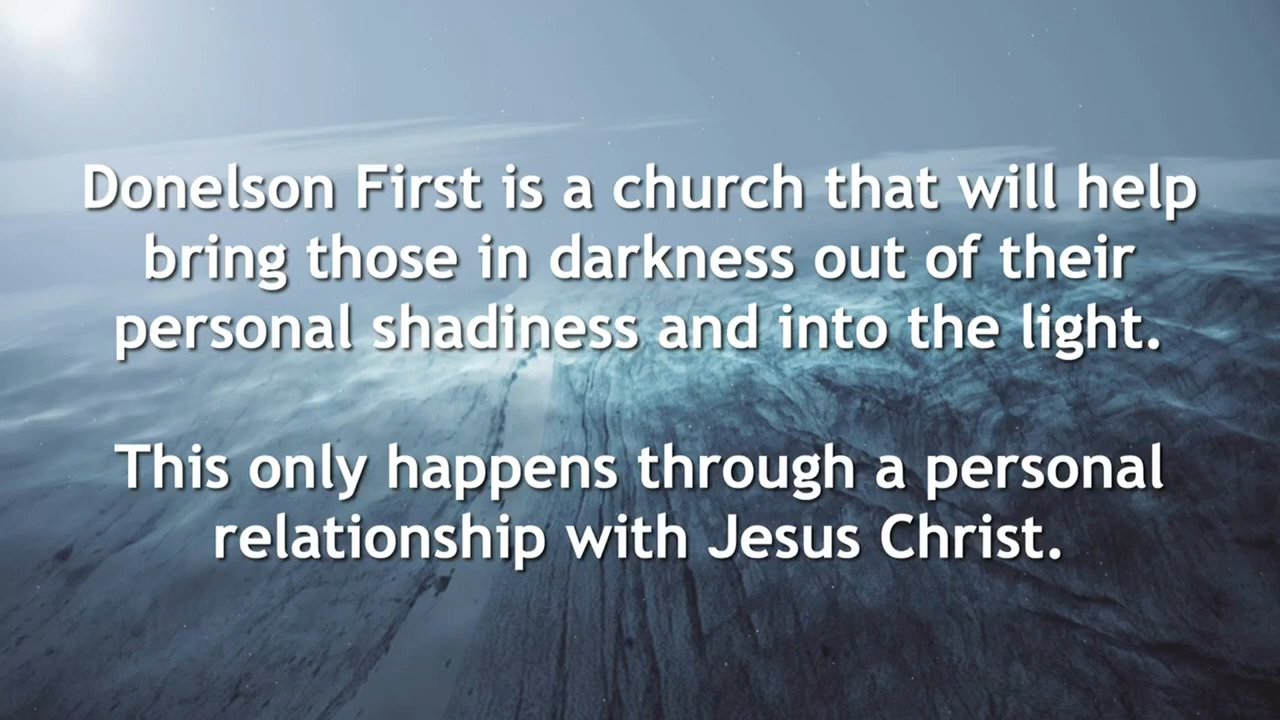 Donelson First is a church that will help
bring those in darkness out of their
personal shadiness and into the light.
This only happens through a personal
relationship with Jesus Christ.